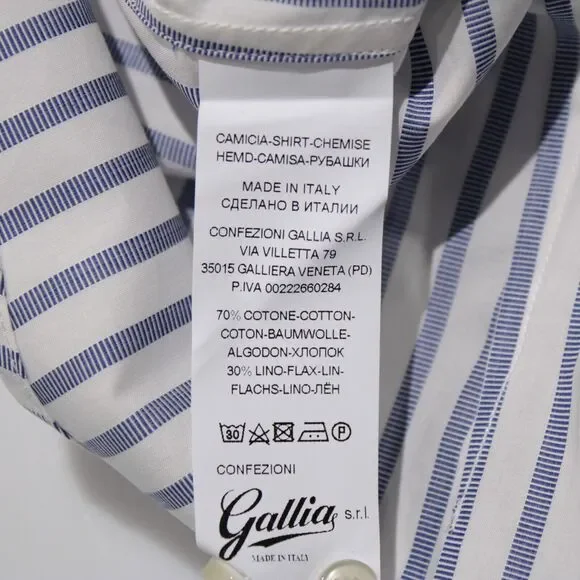 CAMICIA-SHIRT-CHEMISE
HEMD-CAMISA-РУБАШКИ
MADE IN ITALY
СДЕЛАНО В ИТАЛИИ
CONFEZIONI GALLIA S.R.L.
VIA VILLETTA 79
35015 GALLIERA VENETA (PD)
P.IVA 00222660284
70% COTONE-COTTON-
COTON-BAUMWOLLE-
ALGODON-ХЛОПОК
30% LINO-FLAX-LIN-
FLACHS-LINO-ЛЁН
30 P
CONFEZIONI
Gallia s.r.l.
MADE IN ITALY